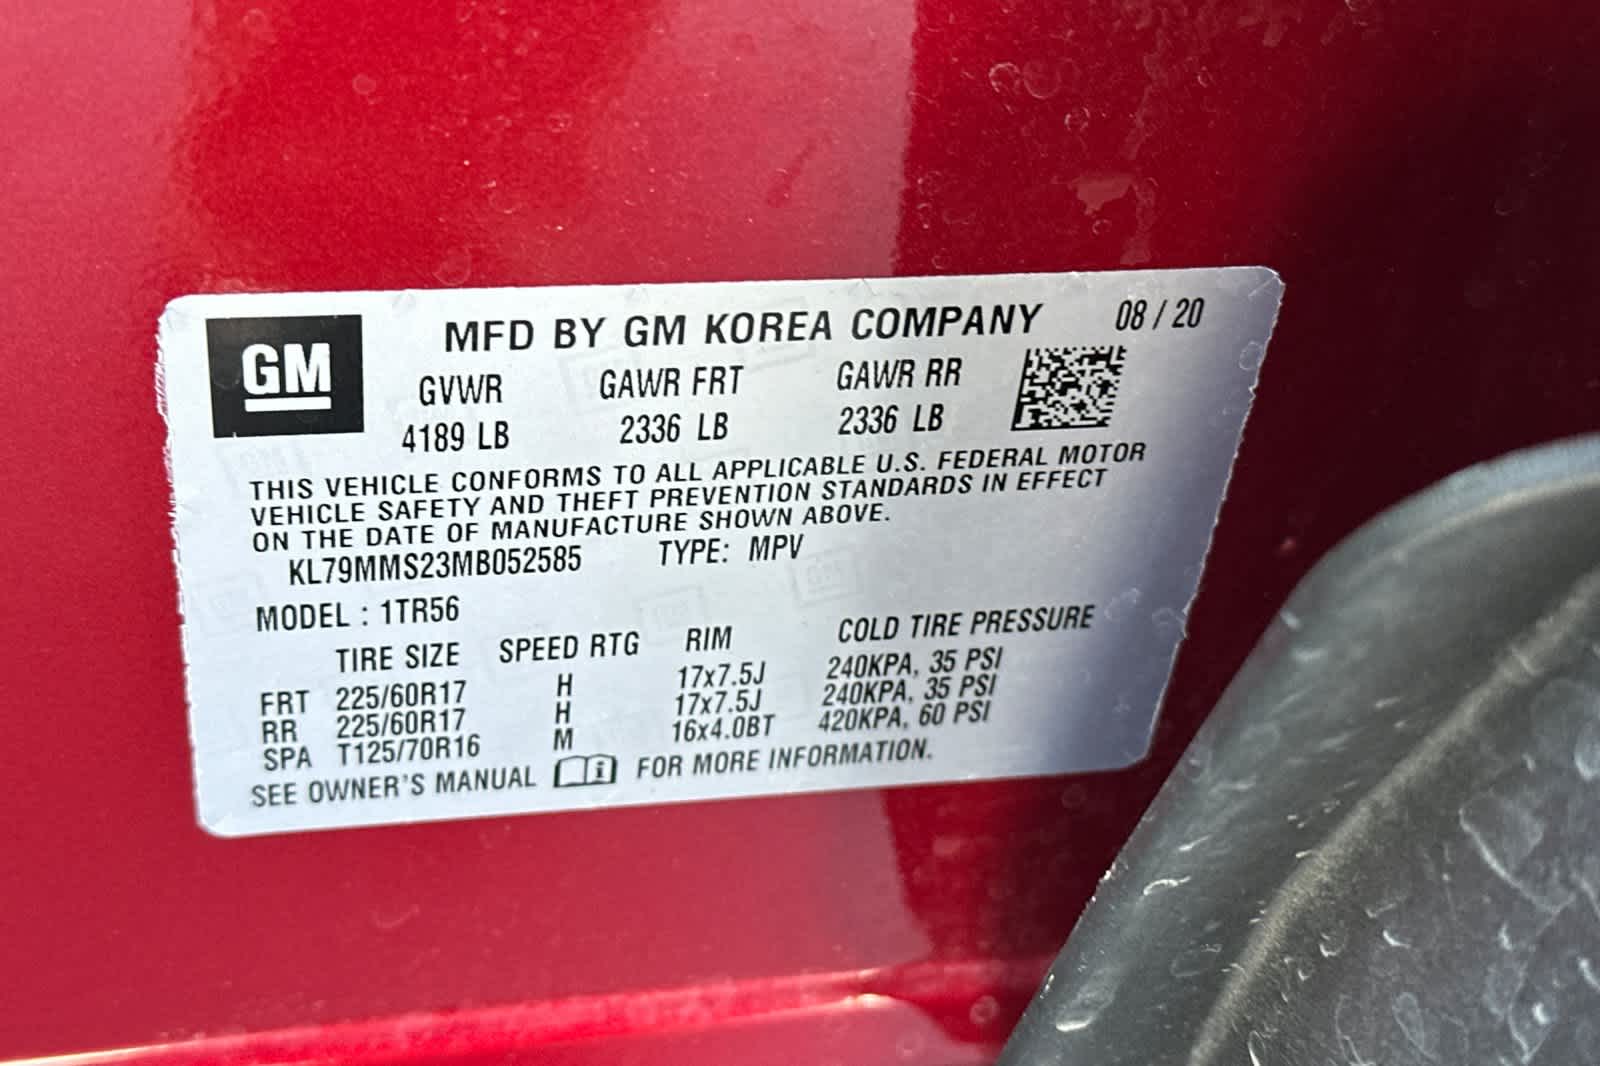 GM
MFD BY GM KOREA COMPANY 08 / 20
GVWR GAWR FRT GAWR RR
4189 LB 2336 LB 2336 LB
THIS VEHICLE CONFORMS TO ALL APPLICABLE U.S. FEDERAL MOTOR
VEHICLE SAFETY AND THEFT PREVENTION STANDARDS IN EFFECT
ON THE DATE OF MANUFACTURE SHOWN ABOVE.
KL79MMS23MB052585 TYPE: MPV
MODEL : 1TR56
TIRE SIZE SPEED RTG RIM COLD TIRE PRESSURE
FRT 225/60R17 H 17x7.5J 240KPA, 35 PSI
RR 225/60R17 H 17x7.5J 240KPA, 35 PSI
SPA T125/70R16 M 16x4.0BT 420KPA, 60 PSI
SEE OWNER'S MANUAL i FOR MORE INFORMATION.